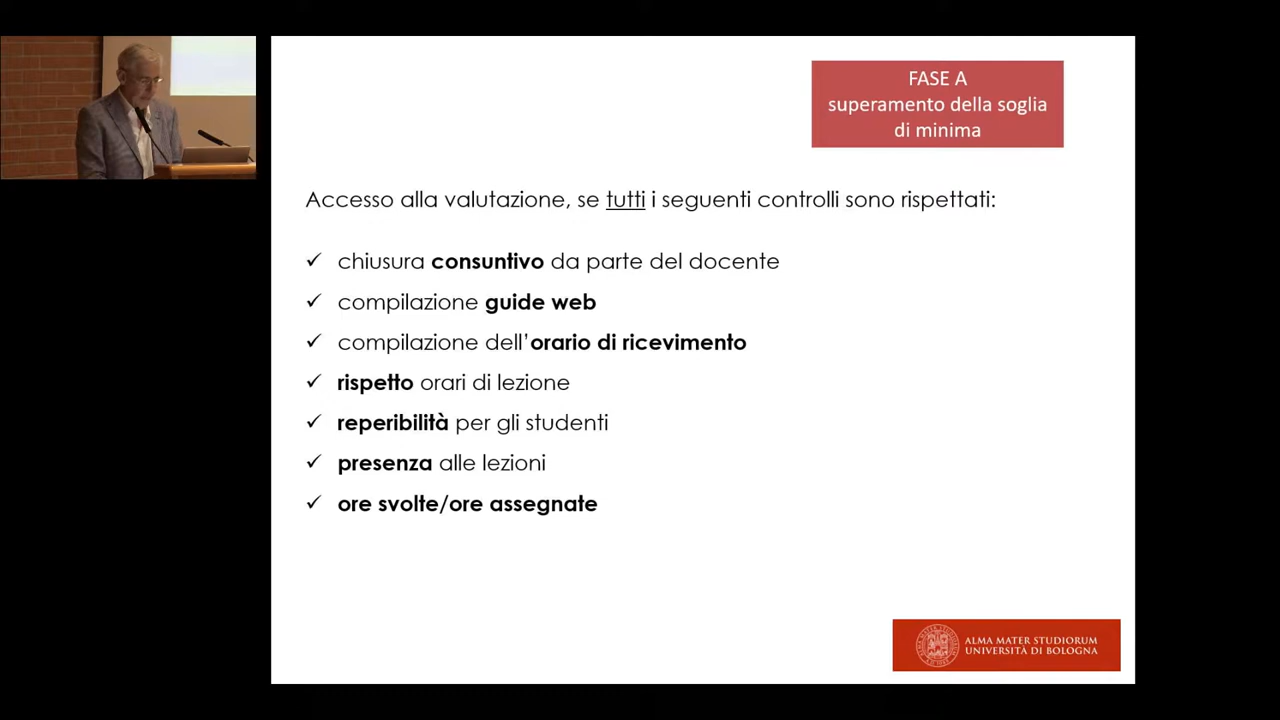 FASE A
superamento della soglia
di minima
Accesso alla valutazione, se tutti i seguenti controlli sono rispettati:
✓ chiusura consuntivo da parte del docente
✓ compilazione guide web
✓ compilazione dell'orario di ricevimento
✓ rispetto orari di lezione
✓ reperibilità per gli studenti
✓ presenza alle lezioni
✓ ore svolte/ore assegnate
ALMA MATER STUDIORUM
UNIVERSITÀ DI BOLOGNA